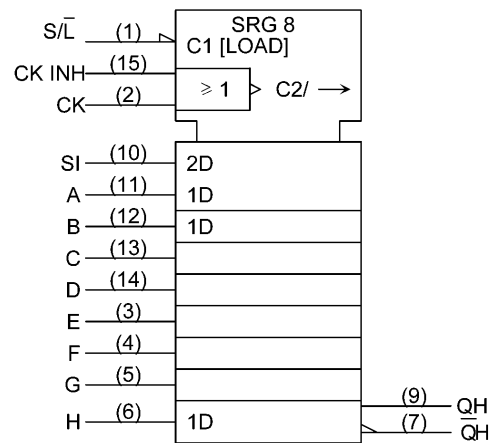 SRG 8
S/L̅ (1) C1 [LOAD]
CK INH (15)
≥ 1 C2/ →
CK (2)
SI (10) 2D
A (11) 1D
B (12) 1D
C (13)
D (14)
E (3)
F (4)
G (5)
(9) QH
H (6) 1D
(7) Q̅H